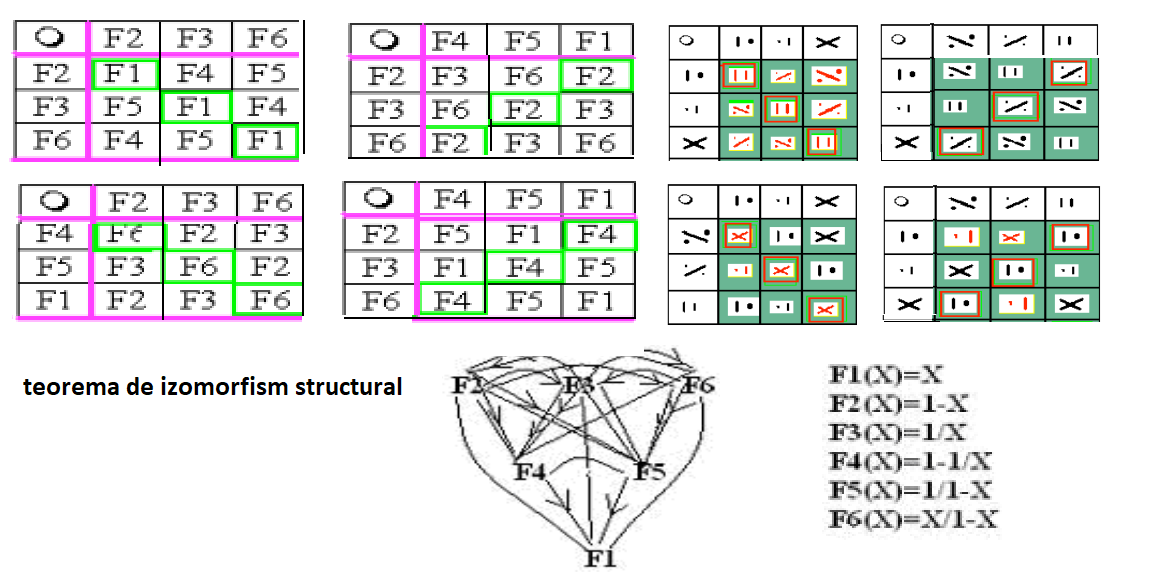 O F2 F3 F6
F2 F1 F4 F5
F3 F5 F1 F4
F6 F4 F5 F1
O F4 F5 F1
F2 F3 F6 F2
F3 F6 F2 F3
F6 F2 F3 F6
O F2 F3 F6
F4 F6 F2 F3
F5 F3 F6 F2
F1 F2 F3 F6
O F4 F5 F1
F2 F5 F1 F4
F3 F1 F4 F5
F6 F4 F5 F1
teorema de izomorfism structural
F2 F3 F6
F4 F5
F1
F1(X)=X
F2(X)=1-X
F3(X)=1/X
F4(X)=1-1/X
F5(X)=1/1-X
F6(X)=X/1-X